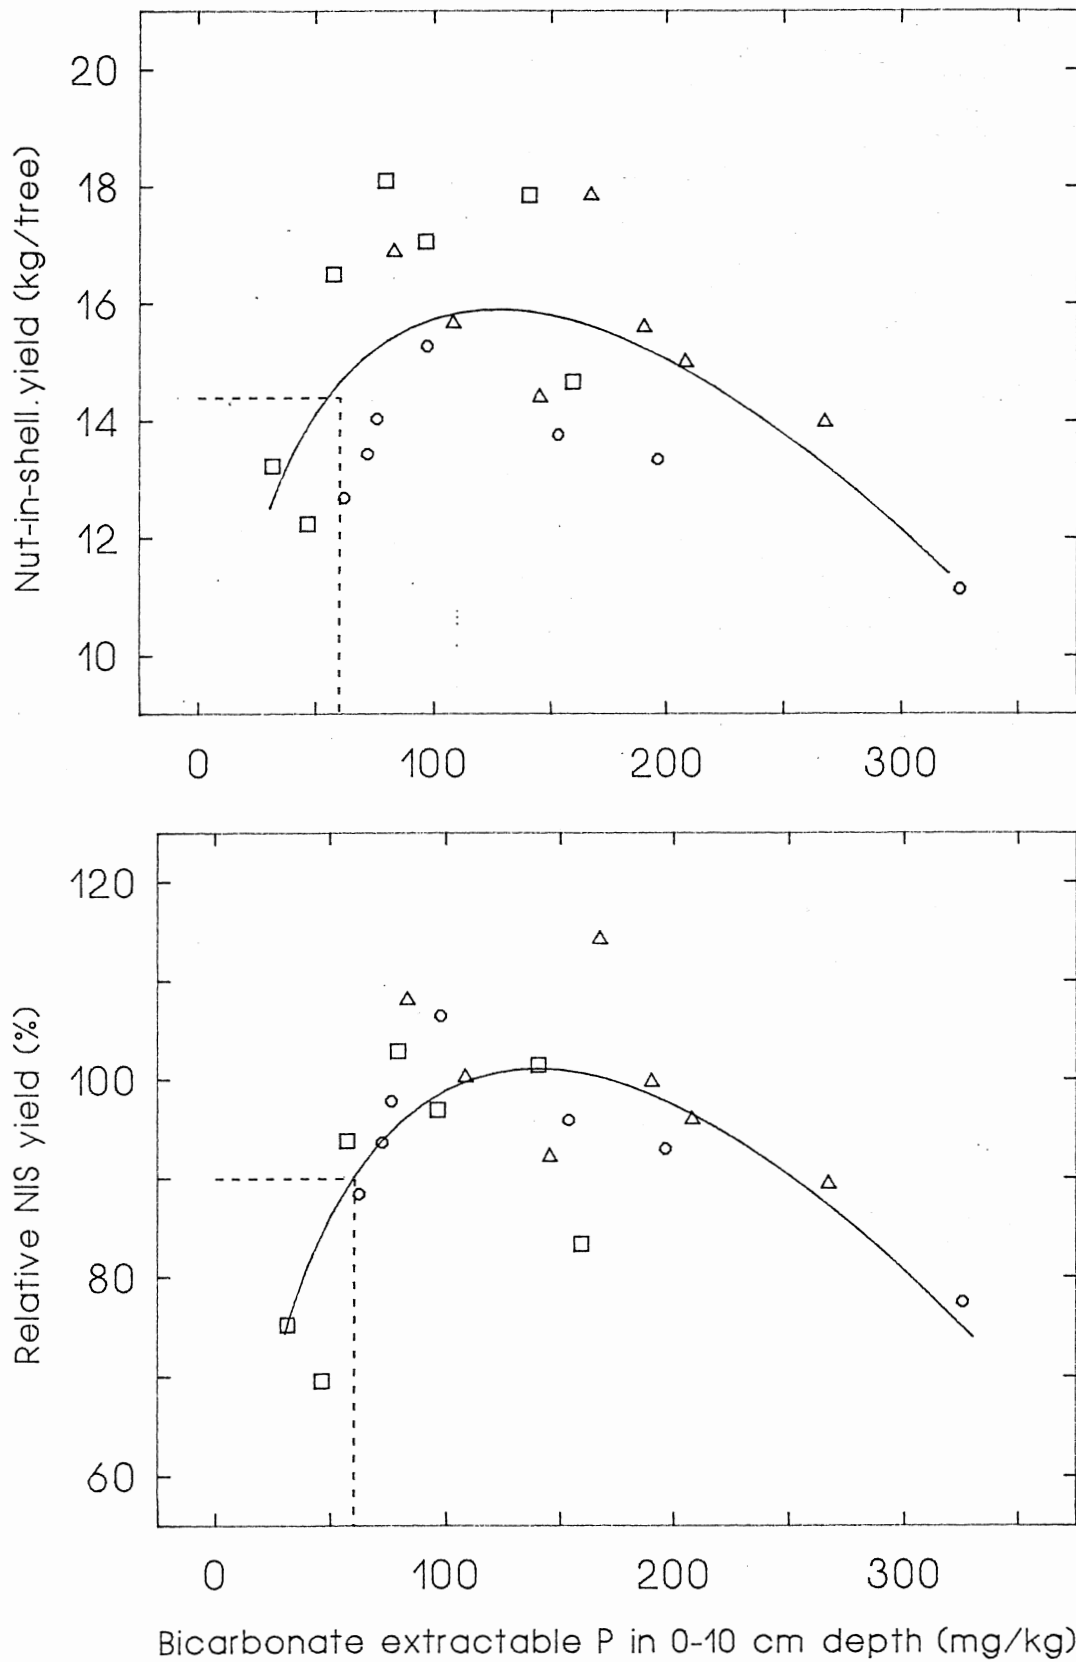 Nut-in-shell.yield (kg/tree)
20
18
16
14
12
10
0 100 200 300
Relative NIS yield (%)
120
100
80
60
0 100 200 300
Bicarbonate extractable P in 0-10 cm depth (mg/kg)